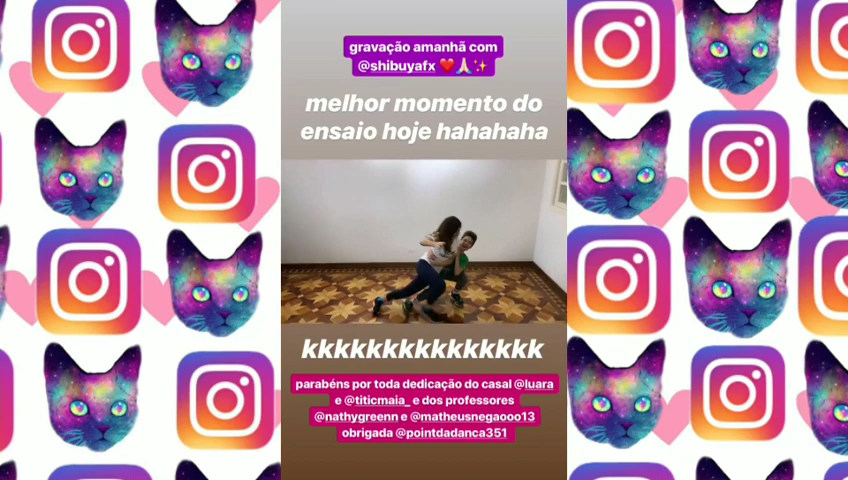 gravação amanhã com
@shibuyafx ❤️🙏✨
melhor momento do
ensaio hoje hahahaha
kkkkkkkkkkkkkkk
parabéns por toda dedicação do casal @luara
e @titicmaia_ e dos professores
@nathygreenn e @matheusnegaooo13
obrigada @pointdadanca351